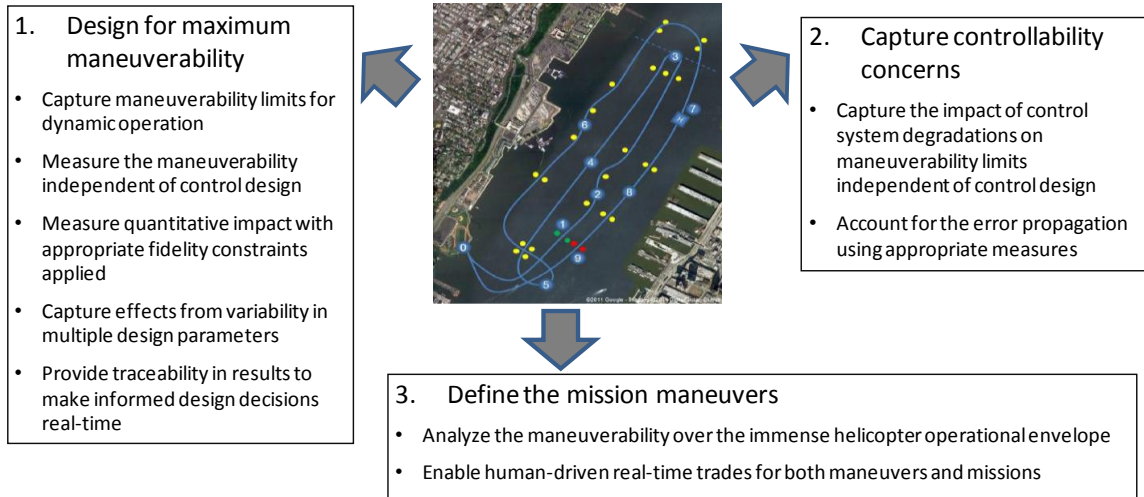 1. Design for maximum
maneuverability
• Capture maneuverability limits for
dynamic operation
• Measure the maneuverability
independent of control design
• Measure quantitative impact with
appropriate fidelity constraints
applied
• Capture effects from variability in
multiple design parameters
• Provide traceability in results to
make informed design decisions
real-time
3
7
6
4
2
8
1
0
9
5
©2011 Google
2. Capture controllability
concerns
• Capture the impact of control
system degradations on
maneuverability limits
independent of control design
• Account for the error propagation
using appropriate measures
3. Define the mission maneuvers
• Analyze the maneuverability over the immense helicopter operational envelope
• Enable human-driven real-time trades for both maneuvers and missions